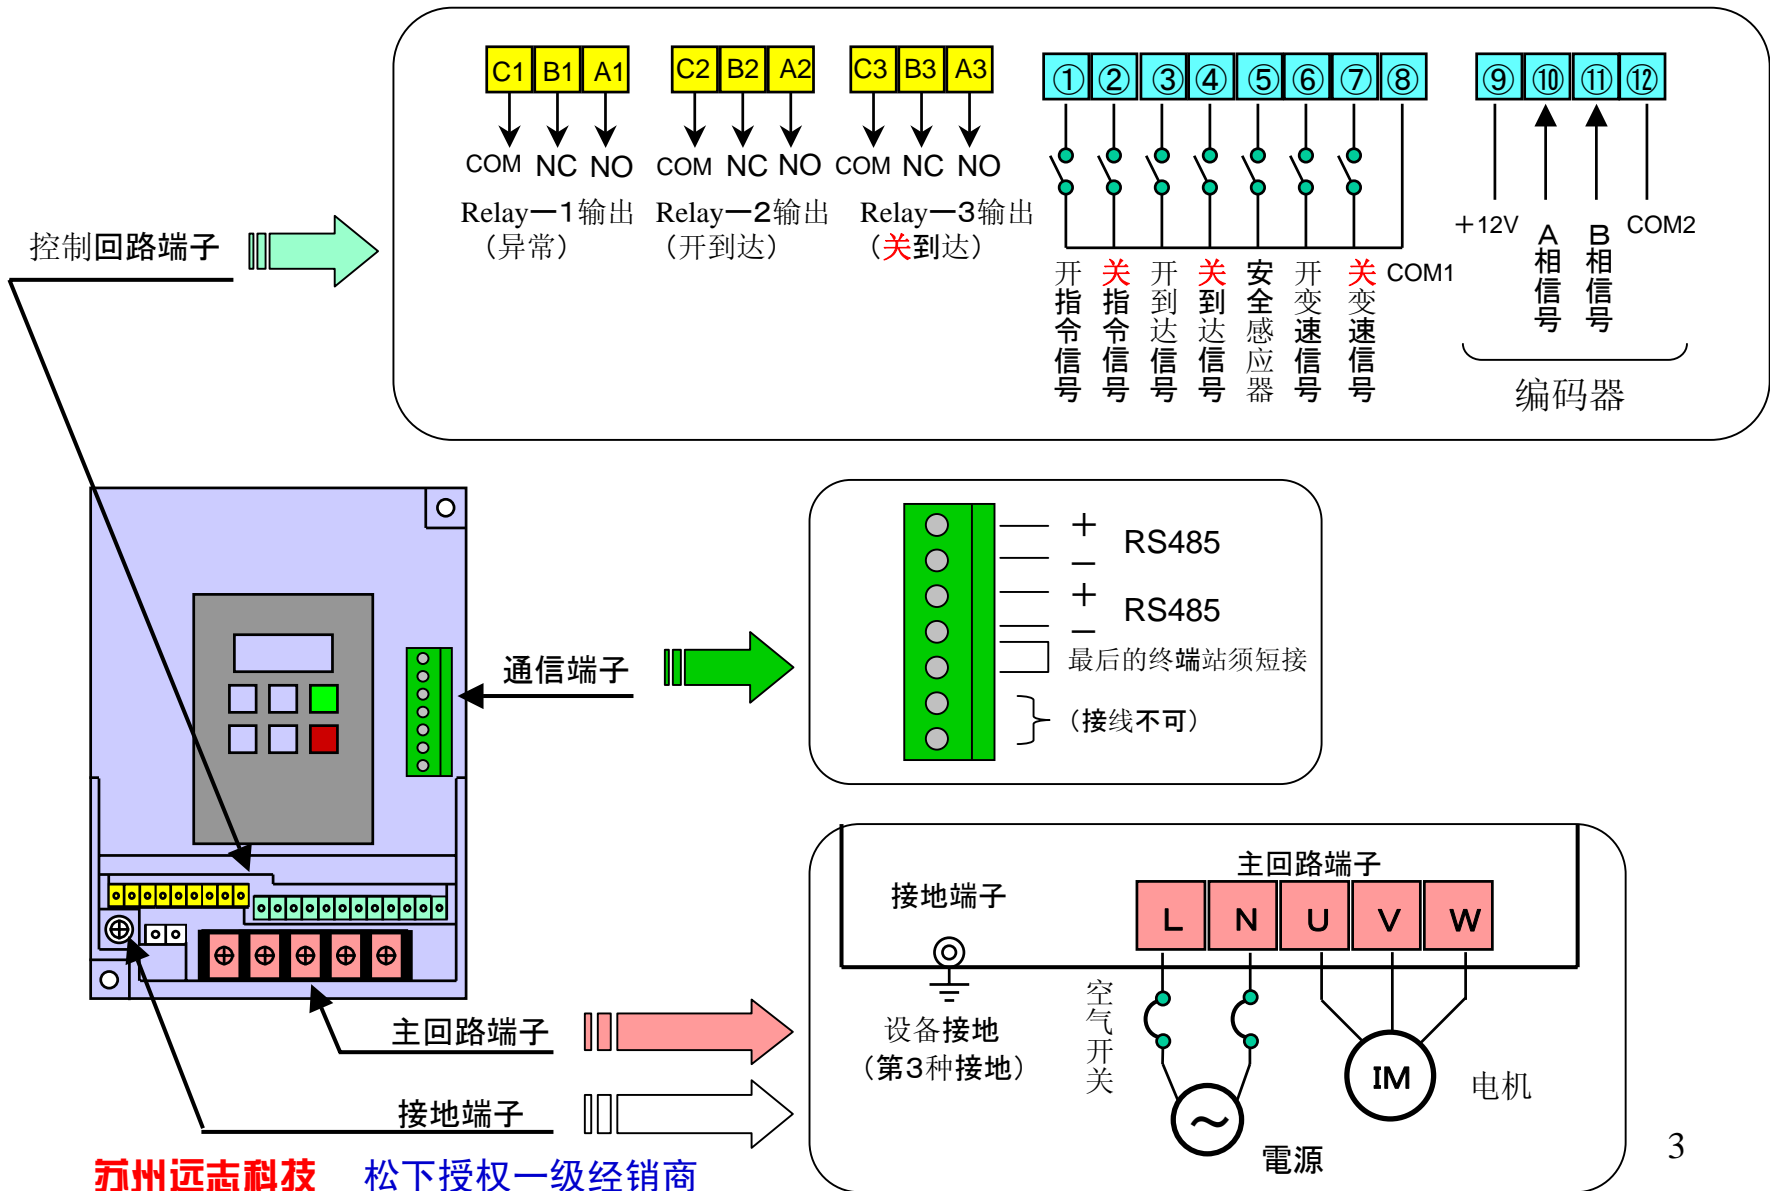 C1 B1 A1 C2 B2 A2 C3 B3 A3 ① ② ③ ④ ⑤ ⑥ ⑦ ⑧ ⑨ ⑩ ⑪ ⑫
COM NC NO COM NC NO COM NC NO
Relay—1输出 Relay—2输出 Relay—3输出
（异常） （开到达） （关到达）
开指令信号
关指令信号
开到达信号
关到达信号
安全感应器
开变速信号
关变速信号
COM1
+12V
A相信号
B相信号
COM2
编码器
控制回路端子
+
RS485
−
+
RS485
−
最后的终端站须短接
（接线不可）
通信端子
主回路端子
接地端子
L N U V W
空气开关
设备接地
（第3种接地）
IM
电机
~
電源
主回路端子
接地端子
苏州远志科技 松下授权一级经销商
3